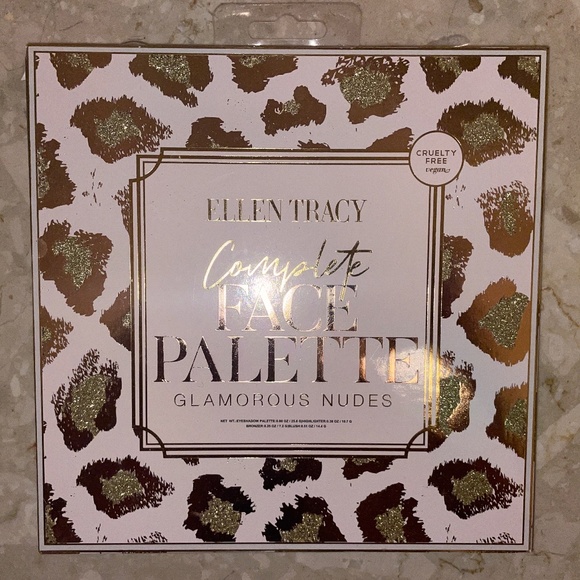 CRUELTY
FREE
vegan
ELLEN TRACY
Complete
FACE
PALETTE
GLAMOROUS NUDES